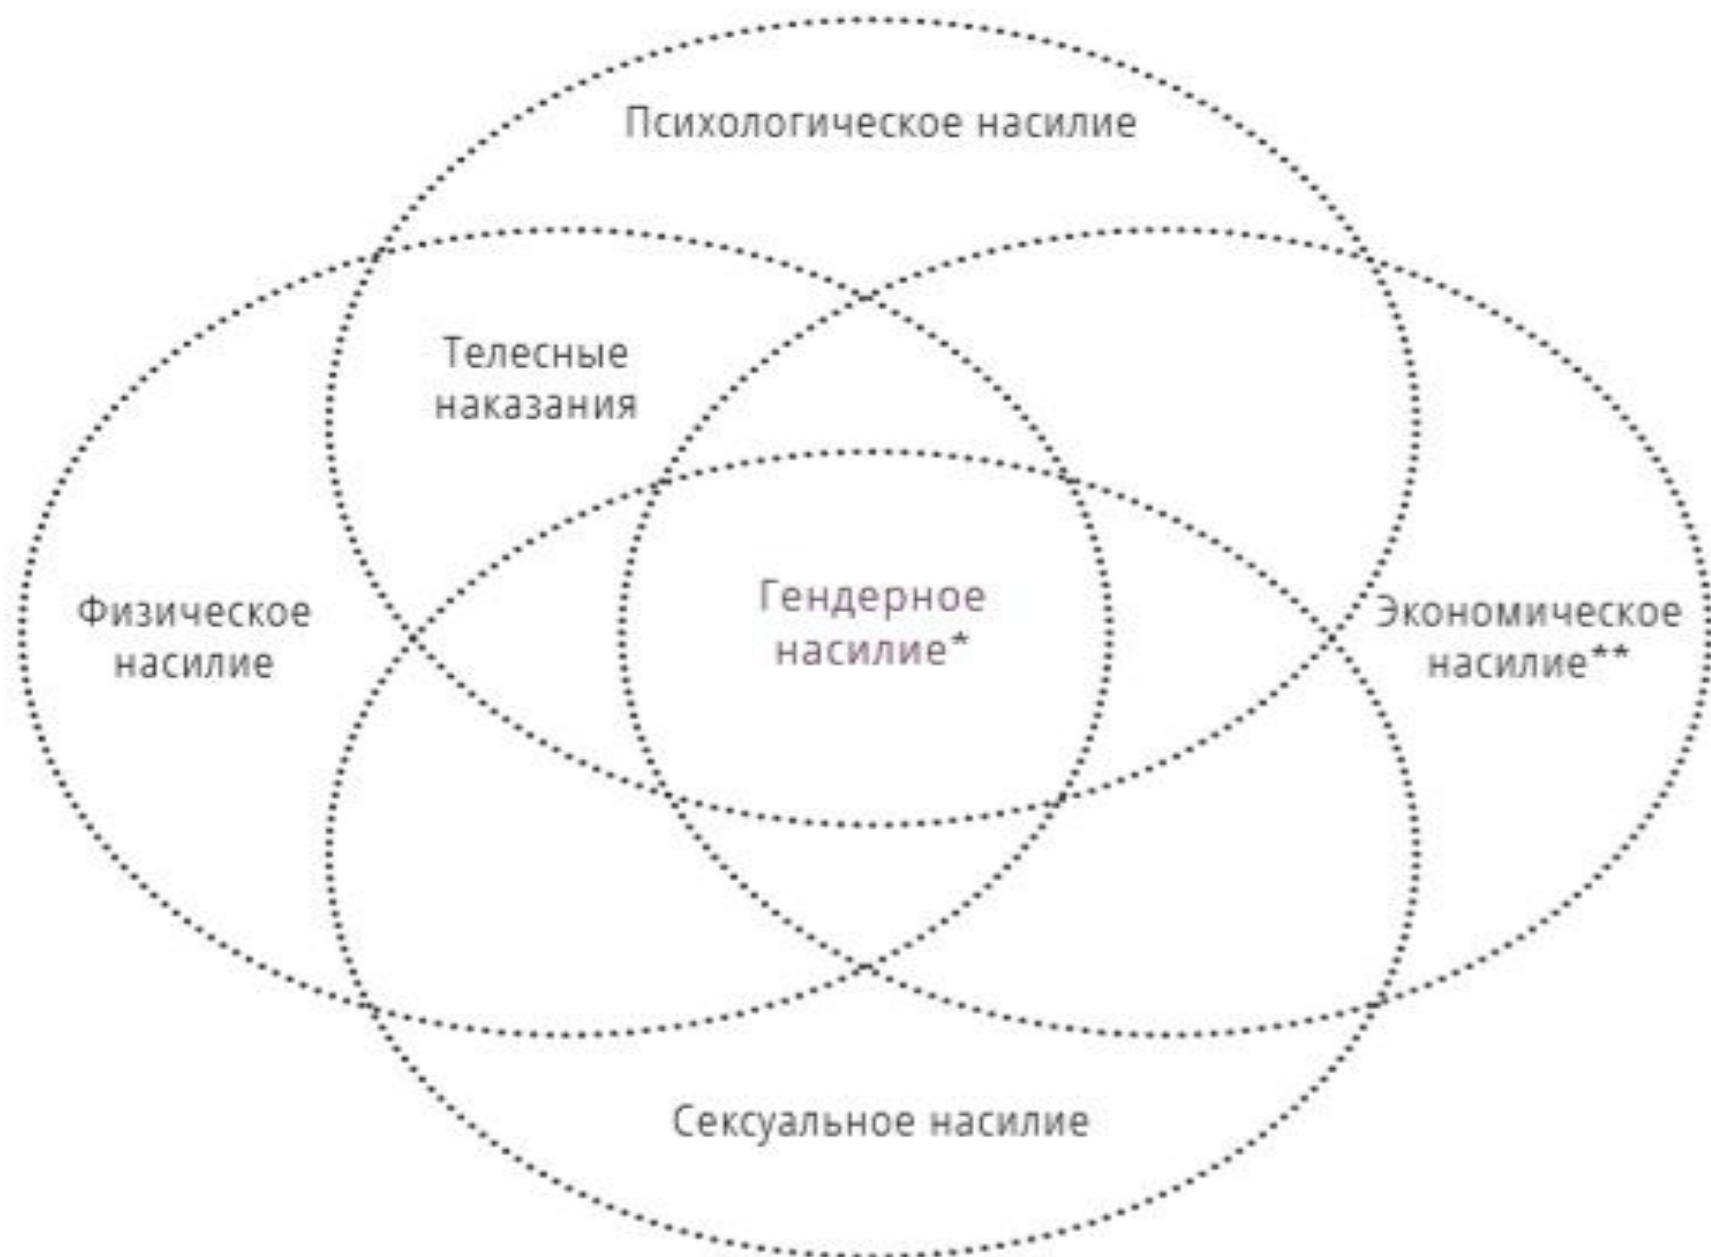 Психологическое насилие
Телесные
наказания
Физическое
насилие
Гендерное
насилие*
Экономическое
насилие**
Сексуальное насилие